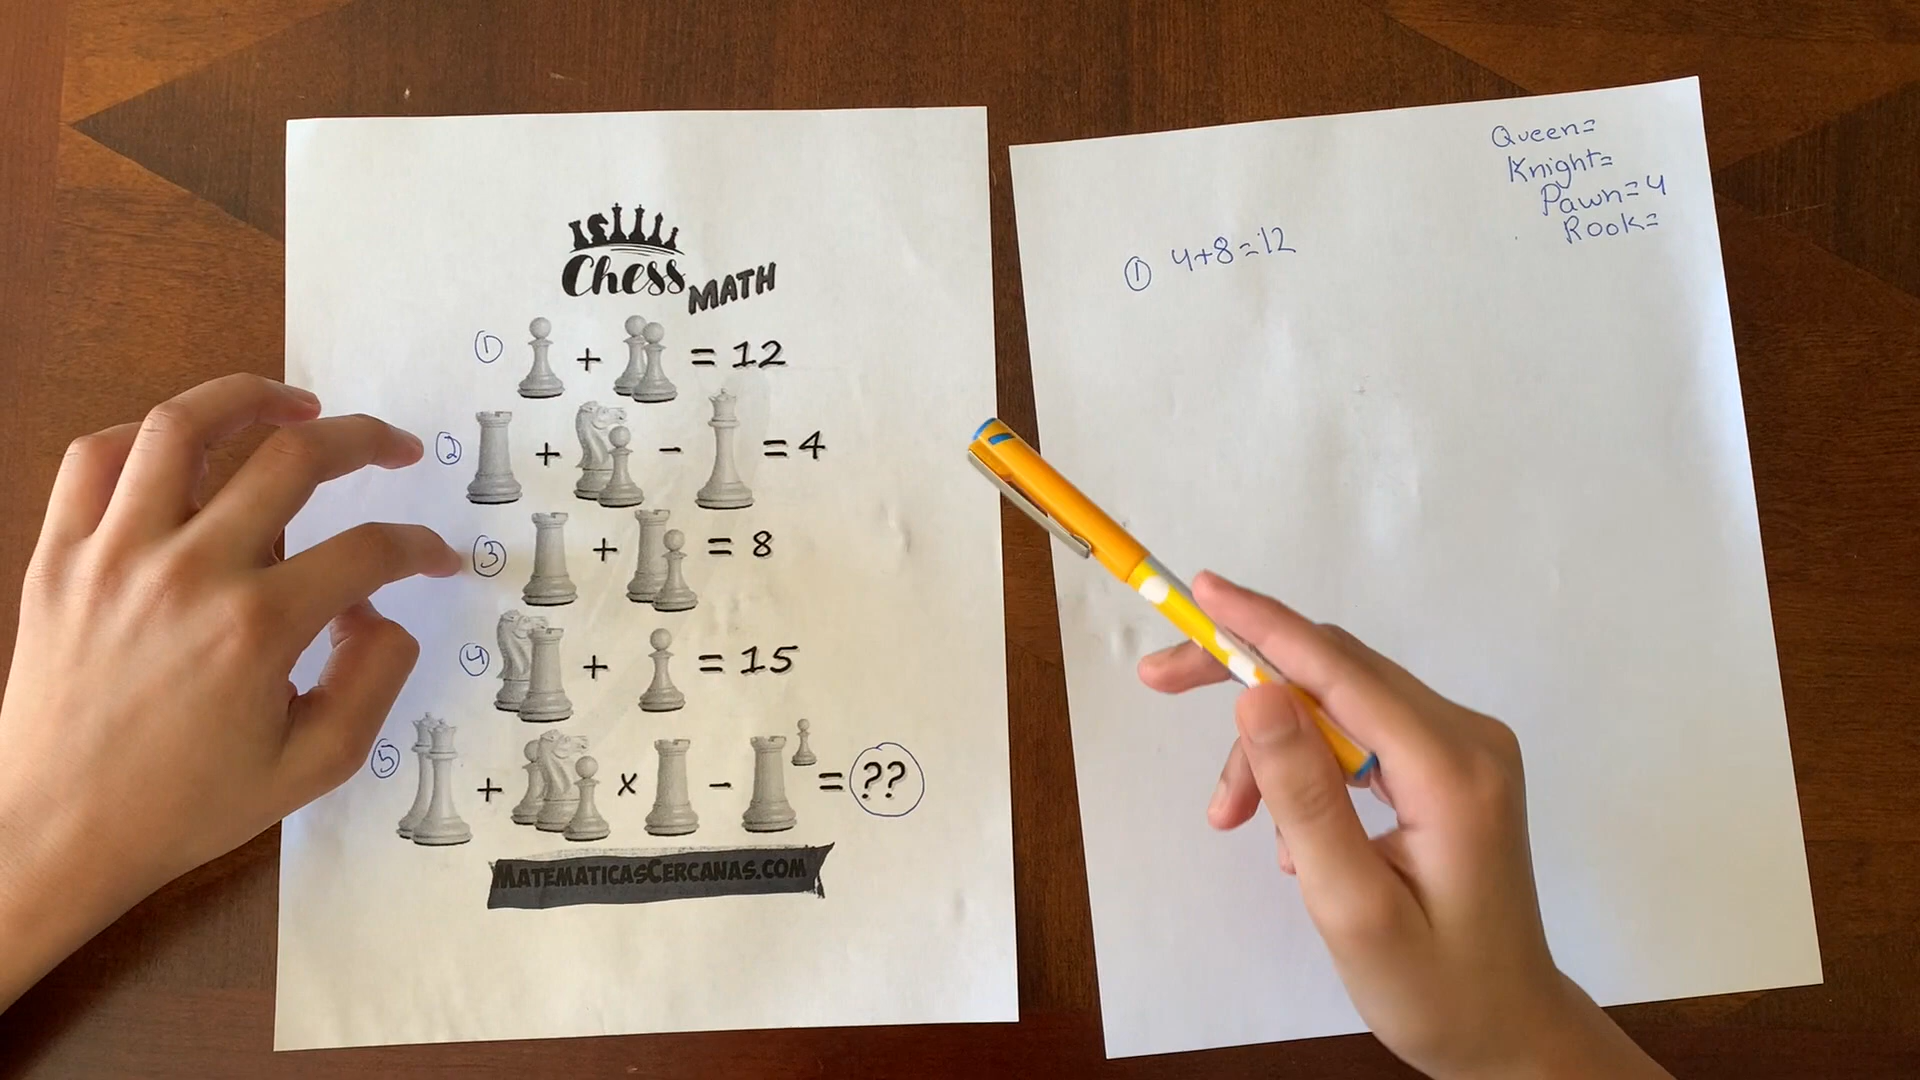 Chess MATH
① + = 12
② + - = 4
③ + = 8
④ + = 15
⑤ + x - = ??
MATEMATICASCERCANAS.COM
Queen=
Knight=
Pawn=4
Rook=
① 4+8=12